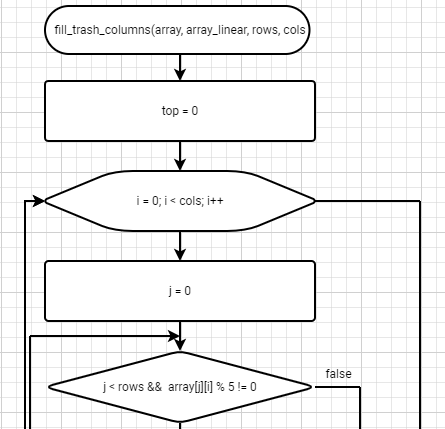 fill_trash_columns(array, array_linear, rows, cols
top = 0
i = 0; i < cols; i++
j = 0
j < rows && array[j][i] % 5 != 0
false